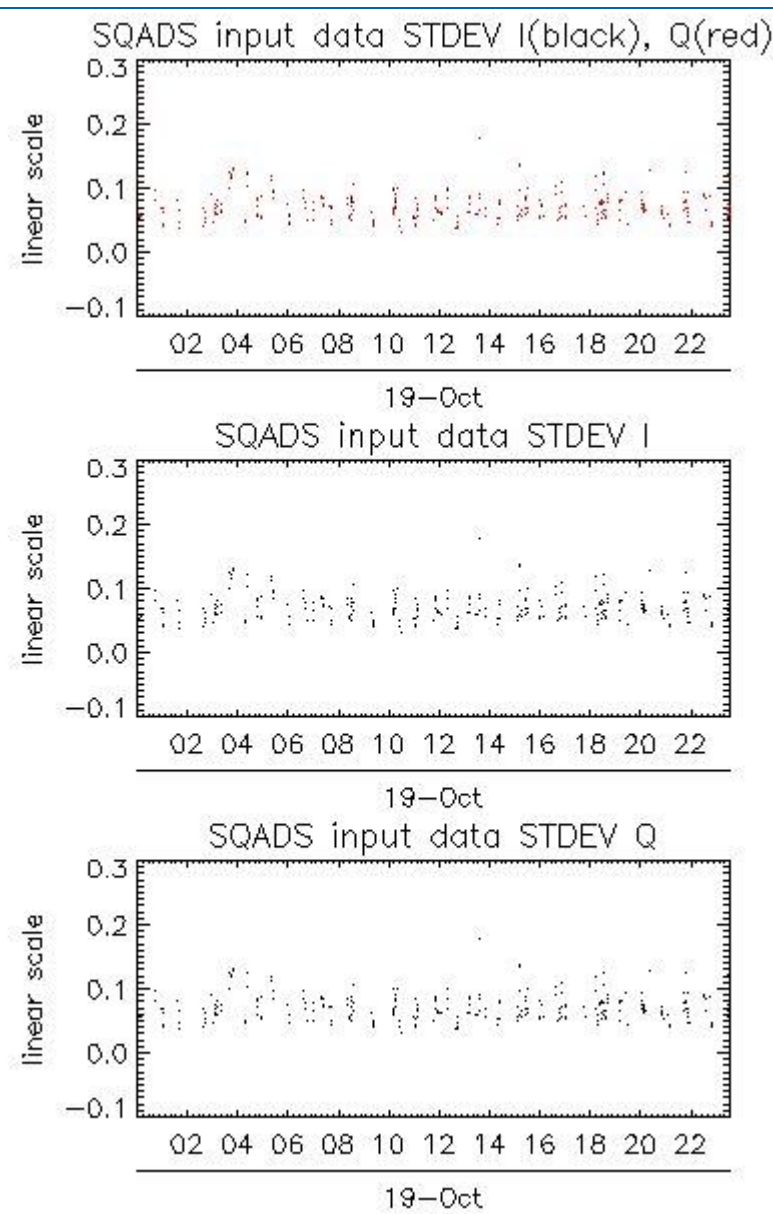 SQADS input data STDEV I(black), Q(red)
0.3
0.2
0.1
0.0
-0.1
linear scale
02 04 06 08 10 12 14 16 18 20 22
19-Oct
SQADS input data STDEV I
0.3
0.2
0.1
0.0
-0.1
linear scale
02 04 06 08 10 12 14 16 18 20 22
19-Oct
SQADS input data STDEV Q
0.3
0.2
0.1
0.0
-0.1
linear scale
02 04 06 08 10 12 14 16 18 20 22
19-Oct